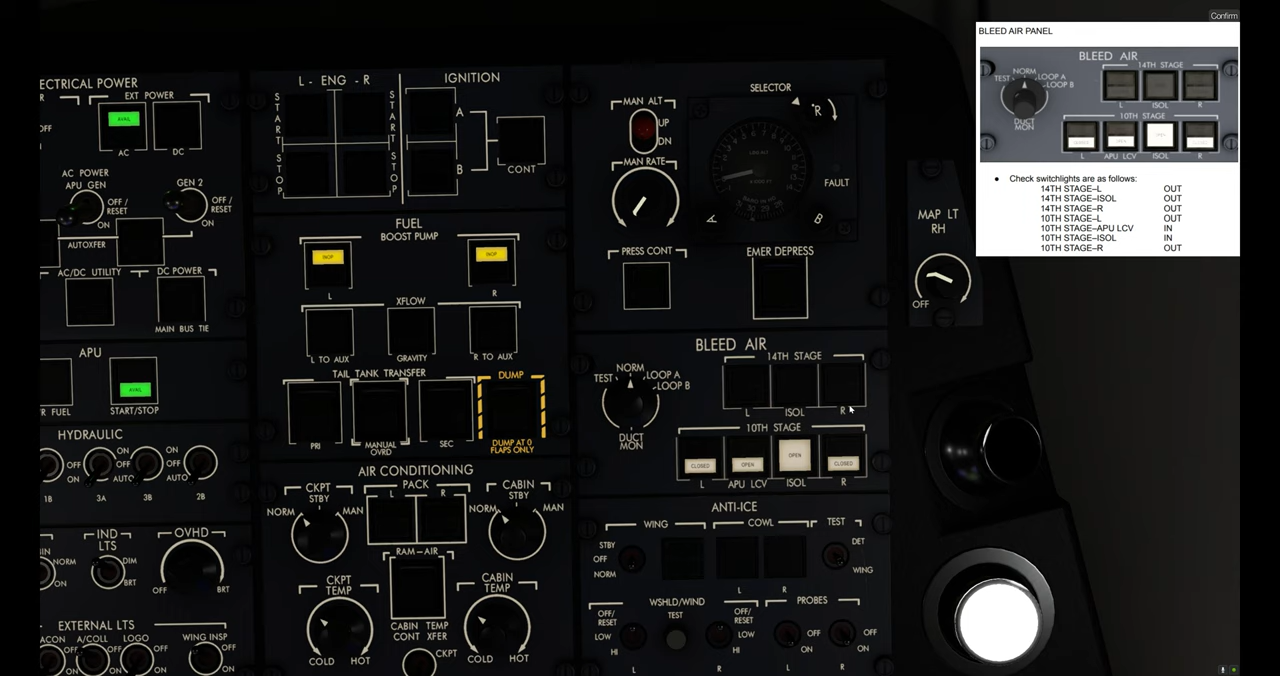 Confirm
BLEED AIR PANEL
BLEED AIR
14TH STAGE
NORM
TEST
LOOP A
LOOP B
DUCT
MON
L ISOL R
10TH STAGE
L APU LCV ISOL R
• Check switchlights are as follows:
14TH STAGE–L OUT
14TH STAGE–ISOL OUT
14TH STAGE–R OUT
10TH STAGE–L OUT
10TH STAGE–APU LCV IN
10TH STAGE–ISOL IN
10TH STAGE–R OUT
ECTRICAL POWER
R
EXT POWER
OFF
AVAIL
AC DC
AC POWER
APU GEN
OFF /
RESET
ON
GEN 2
OFF /
RESET
ON
AUTOXFER
AC/DC UTILITY
DC POWER
MAIN BUS TIE
APU
AVAIL
R FUEL START/STOP
HYDRAULIC
ON ON ON
OFF OFF OFF OFF
ON AUTO AUTO
1B 3A 3B 2B
IND
LTS
OVHD
NORM
ON
DIM
BRT
OFF BRT
EXTERNAL LTS
ACON A/COLL LOGO WING INSP
OFF OFF OFF OFF
ON ON ON ON
L - ENG - R
START
STOP
START
STOP
IGNITION
A
B
CONT
FUEL
BOOST PUMP
INOP INOP
L R
XFLOW
L TO AUX GRAVITY R TO AUX
TAIL TANK TRANSFER
DUMP
PRI MANUAL
OVRD
SEC DUMP AT 0
FLAPS ONLY
AIR CONDITIONING
CKPT
STBY
NORM MAN
PACK
L R
CABIN
STBY
NORM MAN
RAM-AIR
CKPT
TEMP
COLD HOT
CABIN
TEMP
COLD HOT
CABIN TEMP
CONT XFER
CKPT
MAN ALT
UP
DN
MAN RATE
SELECTOR
R
FAULT
A
B
PRESS CONT
EMER DEPRESS
BLEED AIR
14TH STAGE
NORM
TEST
LOOP A
LOOP B
DUCT
MON
L ISOL R
10TH STAGE
CLOSED OPEN OPEN CLOSED
L APU LCV ISOL R
ANTI-ICE
WING COWL TEST
STBY
OFF
NORM
DET
WING
L R
WSHLD/WIND
TEST
PROBES
OFF/
RESET
LOW
HI
OFF/
RESET
LOW
HI
OFF
ON
OFF
ON
L R L R
MAP LT
RH
OFF